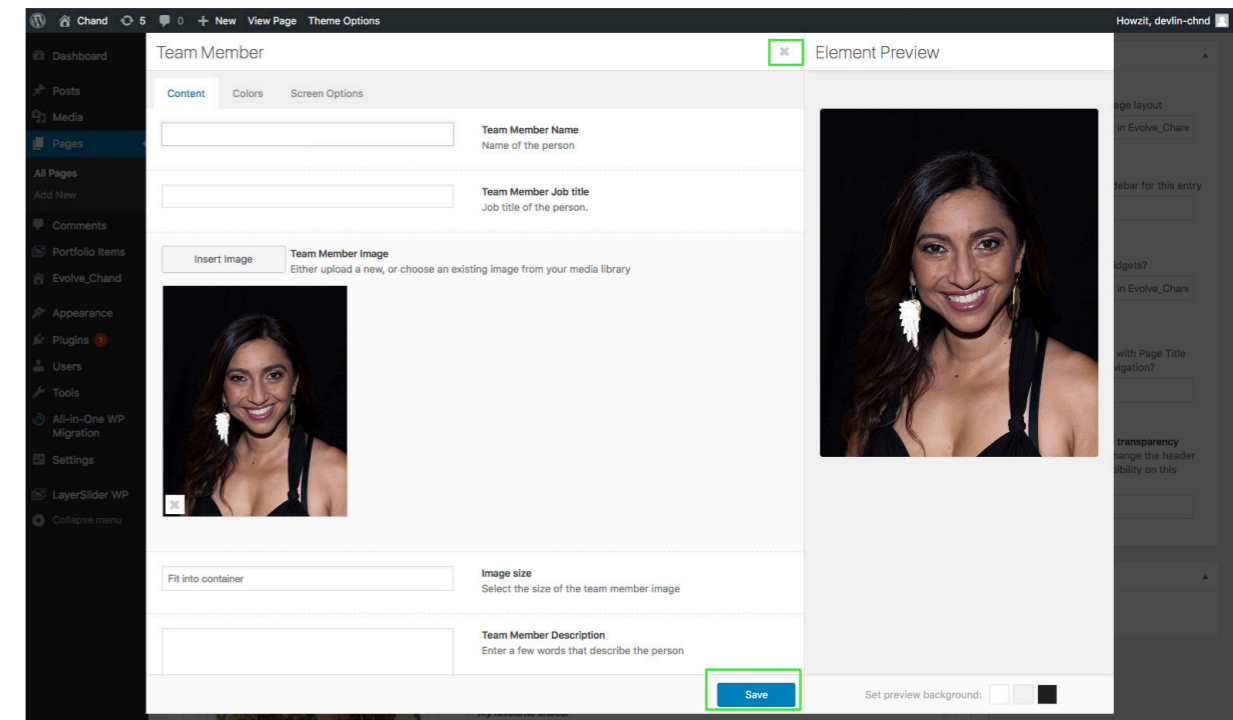 Chand 5 0 + New View Page Theme Options Howzit, devlin-chnd
Dashboard
Posts
Media
Pages
All Pages
Add New
Comments
Portfolio Items
Evolve_Chand
Appearance
Plugins 1
Users
Tools
All-in-One WP
Migration
Settings
LayerSlider WP
Collapse menu
Team Member
Content Colors Screen Options
Team Member Name
Name of the person
Team Member Job title
Job title of the person.
Insert Image
Team Member Image
Either upload a new, or choose an existing image from your media library
Fit into container
Image size
Select the size of the team member image
Team Member Description
Enter a few words that describe the person
Save
Element Preview
Set preview background:
age layout
in Evolve_Chan
debar for this entry
idgets?
in Evolve_Chan
with Page Title
vigation?
transparency
hange the header
sibility on this